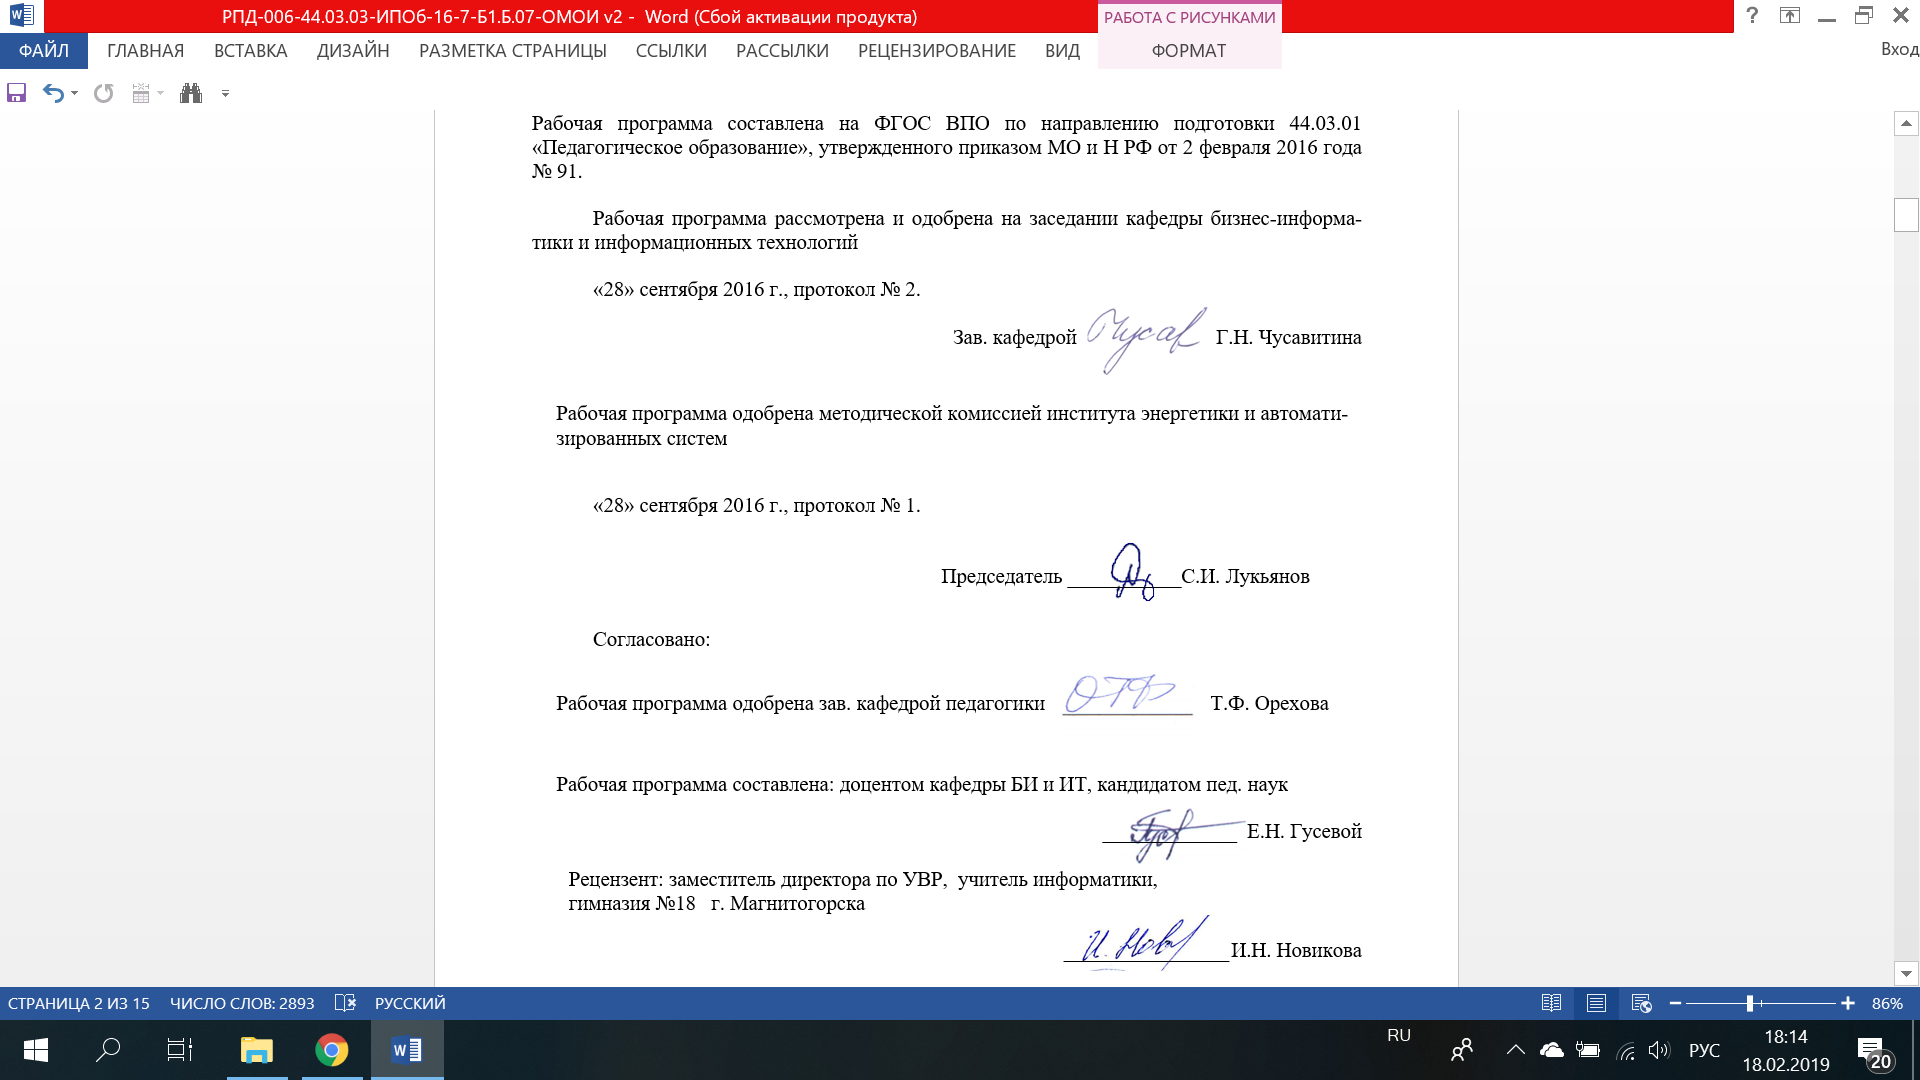 РПД-006-44.03.03-ИПОб-16-7-Б1.Б.07-ОМОИ v2 - Word (Сбой активации продукта)
РАБОТА С РИСУНКАМИ
ФАЙЛ ГЛАВНАЯ ВСТАВКА ДИЗАЙН РАЗМЕТКА СТРАНИЦЫ ССЫЛКИ РАССЫЛКИ РЕЦЕНЗИРОВАНИЕ ВИД ФОРМАТ Вход
Рабочая программа составлена на ФГОС ВПО по направлению подготовки 44.03.01
«Педагогическое образование», утвержденного приказом МО и Н РФ от 2 февраля 2016 года
№ 91.
Рабочая программа рассмотрена и одобрена на заседании кафедры бизнес-информа-
тики и информационных технологий
«28» сентября 2016 г., протокол № 2.
Зав. кафедрой Чусав Г.Н. Чусавитина
Рабочая программа одобрена методической комиссией института энергетики и автомати-
зированных систем
«28» сентября 2016 г., протокол № 1.
Председатель ___________С.И. Лукьянов
Согласовано:
Рабочая программа одобрена зав. кафедрой педагогики ОТФ Т.Ф. Орехова
Рабочая программа составлена: доцентом кафедры БИ и ИТ, кандидатом пед. наук
_____________ Е.Н. Гусевой
Рецензент: заместитель директора по УВР, учитель информатики,
гимназия №18 г. Магнитогорска
И. Нов И.Н. Новикова
СТРАНИЦА 2 ИЗ 15 ЧИСЛО СЛОВ: 2893 РУССКИЙ 86%
RU
РУС
18:14
18.02.2019
20